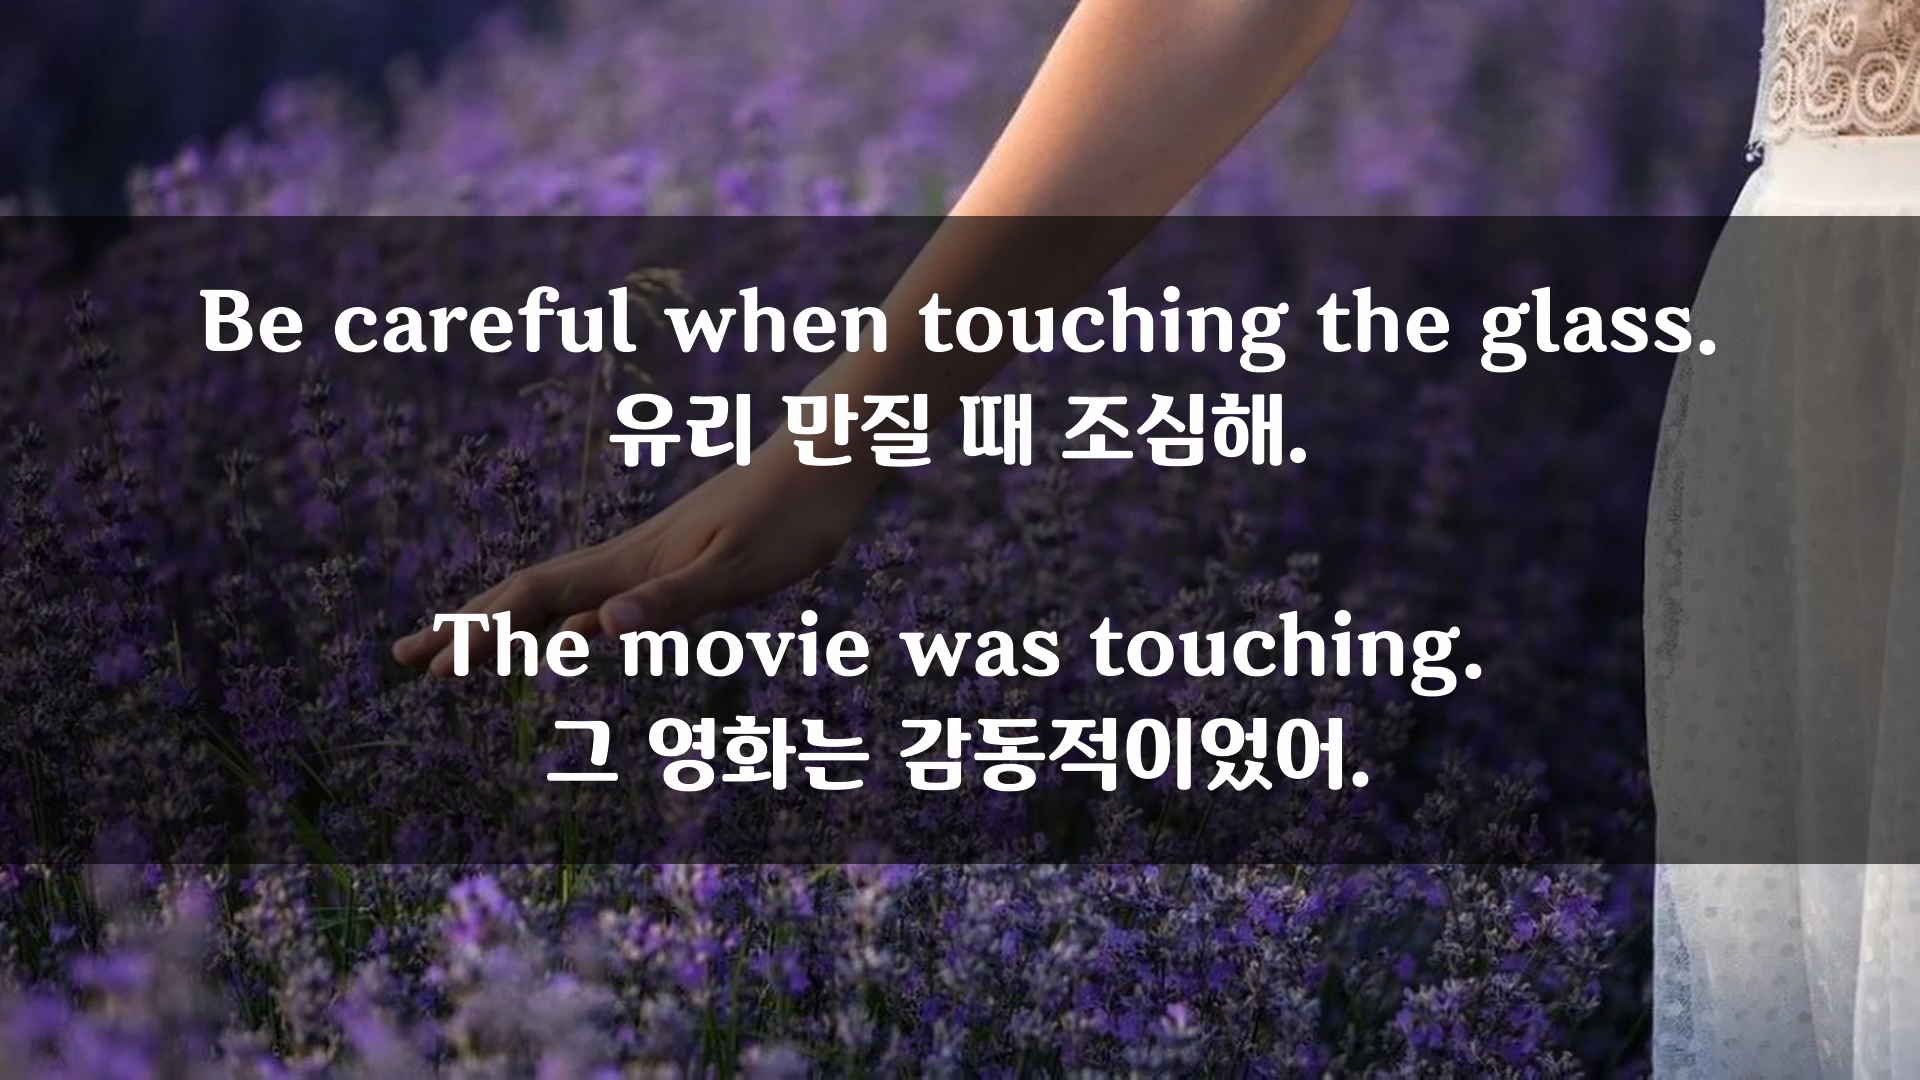 Be careful when touching the glass.
유리 만질 때 조심해.
The movie was touching.
그 영화는 감동적이었어.